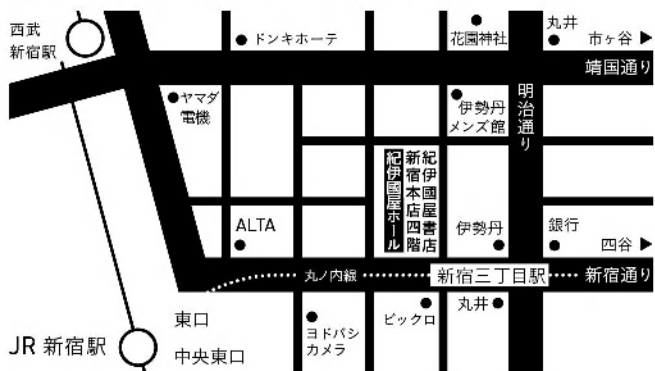 西武
新宿駅
ドンキホーテ
花園神社
丸井
市ヶ谷
靖国通り
ヤマダ
電機
伊勢丹
メンズ館
明治通り
紀伊國屋書店
新宿本店四階
紀伊國屋ホール
ALTA
伊勢丹
銀行
四谷
丸ノ内線
新宿三丁目駅
新宿通り
JR 新宿駅
東口
中央東口
ヨドバシ
カメラ
ビックロ
丸井